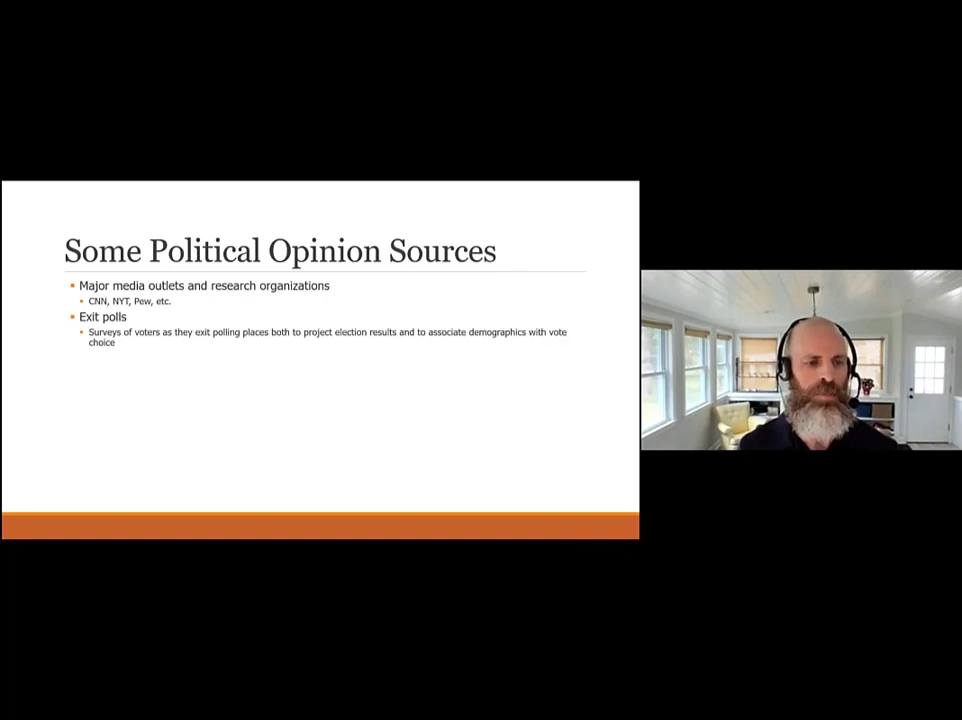 Some Political Opinion Sources
Major media outlets and research organizations
CNN, NYT, Pew, etc.
Exit polls
Surveys of voters as they exit polling places both to project election results and to associate demographics with vote
choice